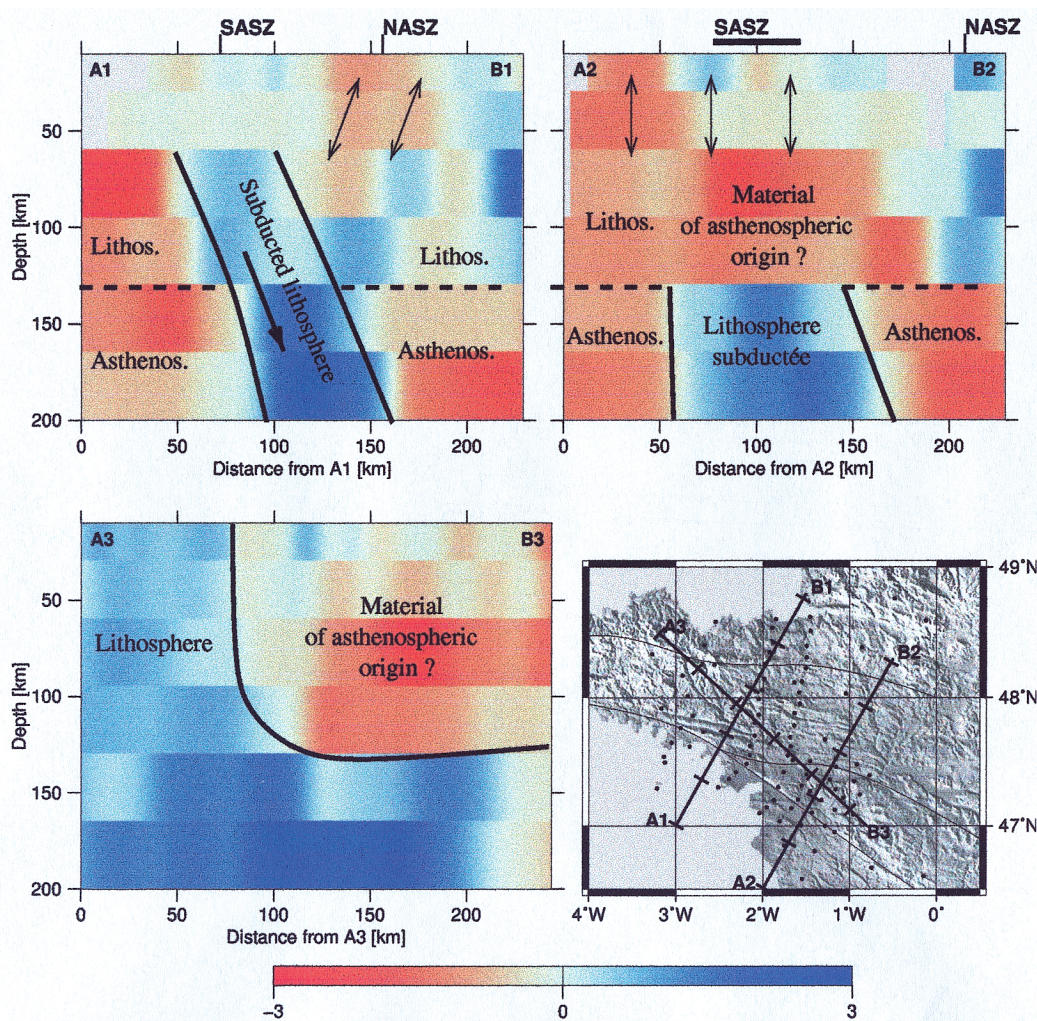 SASZ
NASZ
A1
B1
Depth [km]
50
100
150
200
Lithos.
Subducted lithosphere
Lithos.
Asthenos.
Asthenos.
0
50
100
150
200
Distance from A1 [km]
SASZ
NASZ
A2
B2
50
100
150
200
Material
of asthenospheric
origin ?
Lithos.
Asthenos.
Lithosphere
subductée
Asthenos.
0
50
100
150
200
Distance from A2 [km]
A3
B3
Depth [km]
50
100
150
200
Lithosphere
Material
of asthenospheric
origin ?
0
50
100
150
200
Distance from A3 [km]
B1
A3
B2
A1
B3
A2
49°N
48°N
47°N
4°W
3°W
2°W
1°W
0°
−3
0
3